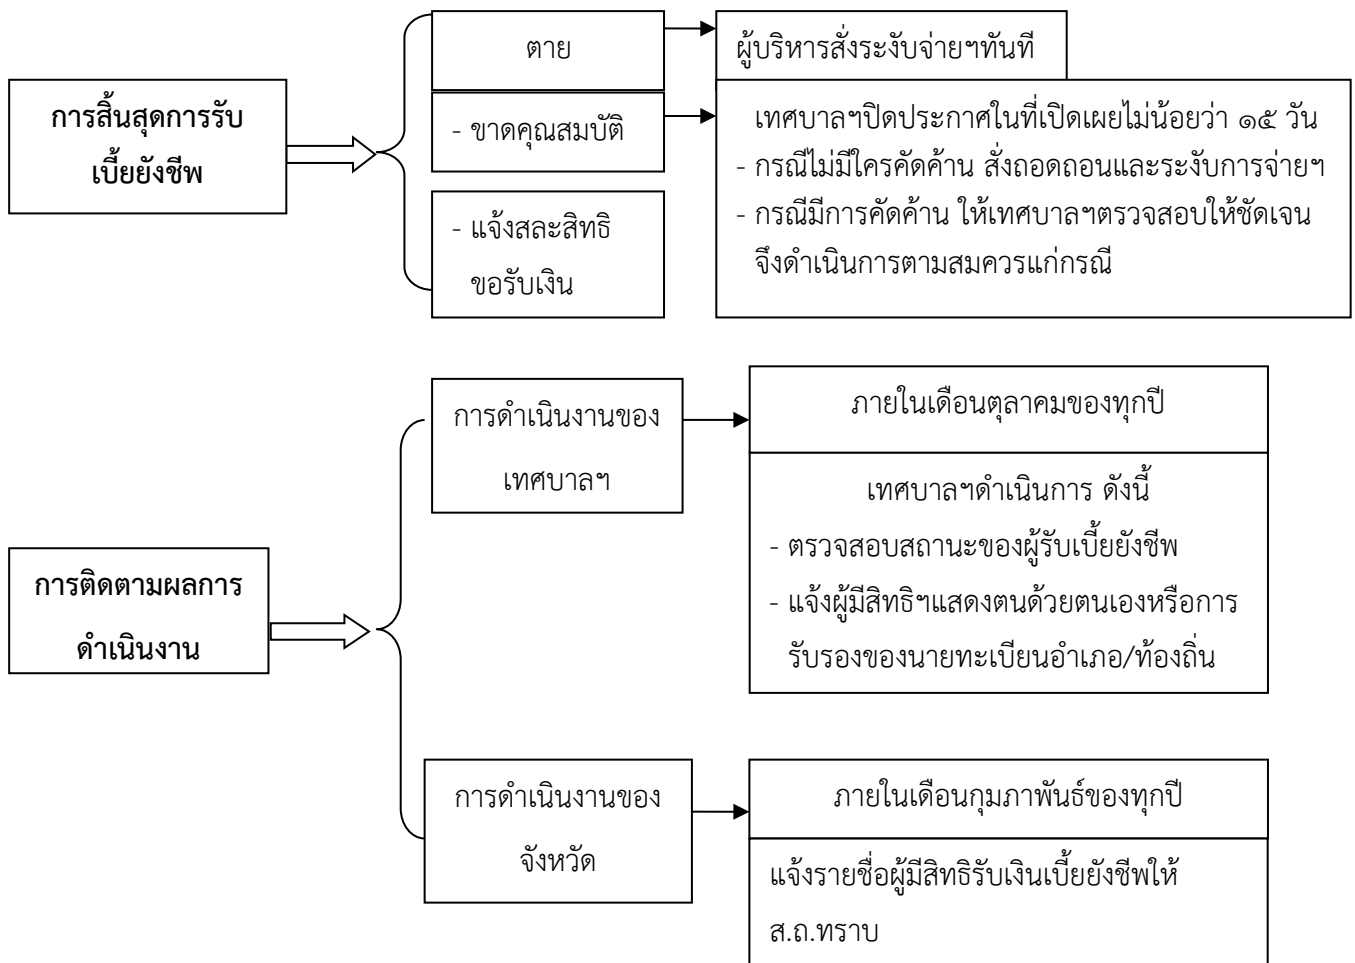 การสิ้นสุดการรับ
เบี้ยยังชีพ
ตาย
ผู้บริหารสั่งระงับจ่ายฯทันที
- ขาดคุณสมบัติ
เทศบาลฯปิดประกาศในที่เปิดเผยไม่น้อยว่า ๑๕ วัน
- กรณีไม่มีใครคัดค้าน สั่งถอดถอนและระงับการจ่ายฯ
- กรณีมีการคัดค้าน ให้เทศบาลฯตรวจสอบให้ชัดเจน
จึงดำเนินการตามสมควรแก่กรณี
- แจ้งสละสิทธิ
ขอรับเงิน
การติดตามผลการ
ดำเนินงาน
การดำเนินงานของ
เทศบาลฯ
ภายในเดือนตุลาคมของทุกปี
เทศบาลฯดำเนินการ ดังนี้
- ตรวจสอบสถานะของผู้รับเบี้ยยังชีพ
- แจ้งผู้มีสิทธิฯแสดงตนด้วยตนเองหรือการ
รับรองของนายทะเบียนอำเภอ/ท้องถิ่น
การดำเนินงานของ
จังหวัด
ภายในเดือนกุมภาพันธ์ของทุกปี
แจ้งรายชื่อผู้มีสิทธิรับเงินเบี้ยยังชีพให้
ส.ถ.ทราบ